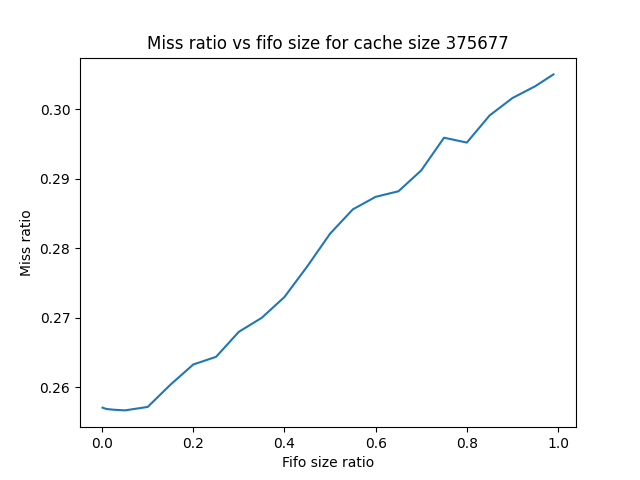 Miss ratio vs fifo size for cache size 375677
0.30
0.29
0.28
0.27
0.26
Miss ratio
0.0 0.2 0.4 0.6 0.8 1.0
Fifo size ratio